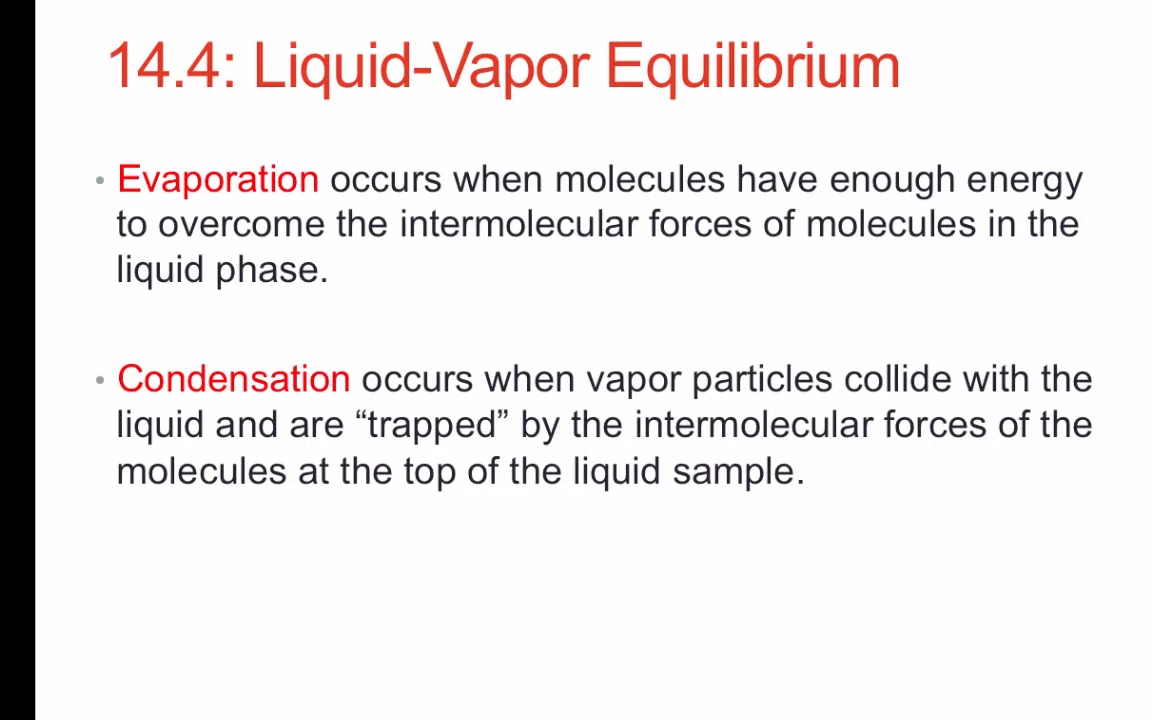 14.4: Liquid-Vapor Equilibrium
• Evaporation occurs when molecules have enough energy
to overcome the intermolecular forces of molecules in the
liquid phase.
• Condensation occurs when vapor particles collide with the
liquid and are “trapped” by the intermolecular forces of the
molecules at the top of the liquid sample.